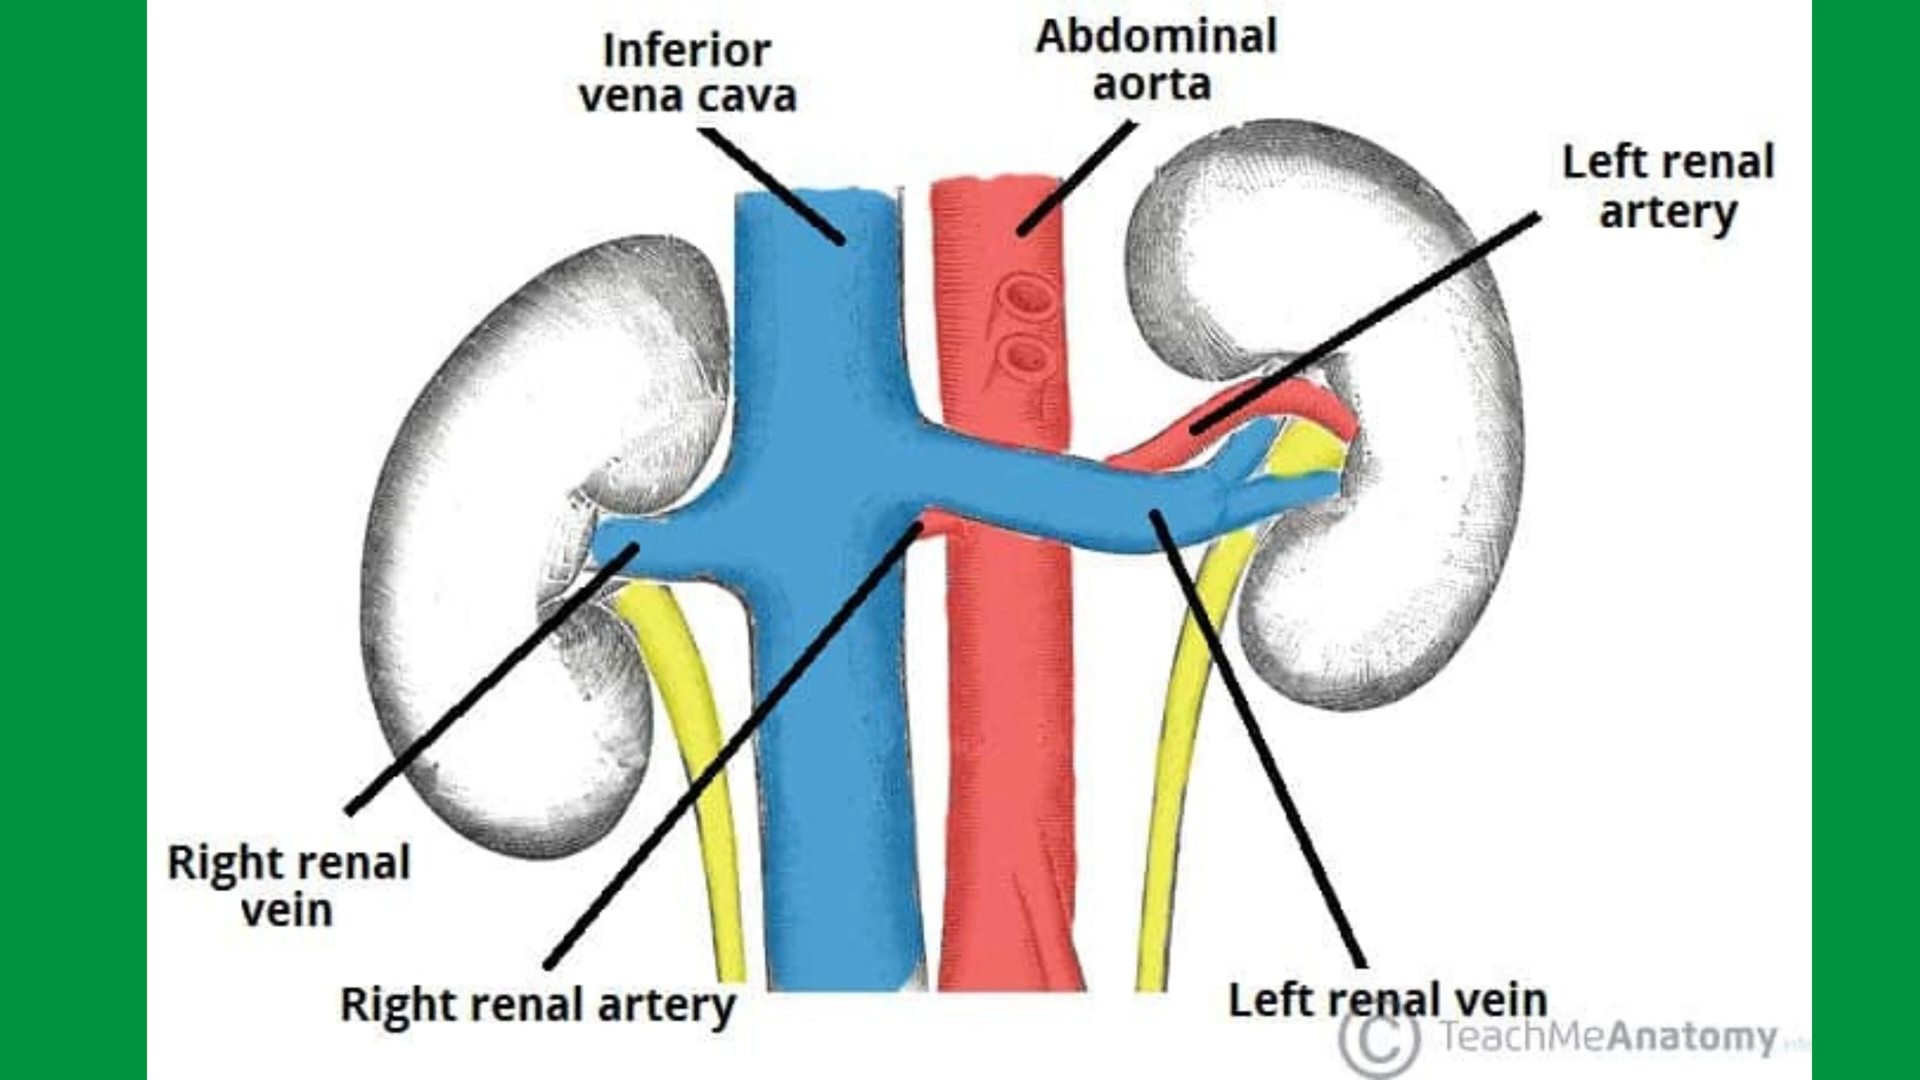 Inferior
vena cava
Abdominal
aorta
Left renal
artery
Right renal
vein
Right renal artery
Left renal vein
© TeachMeAnatomy